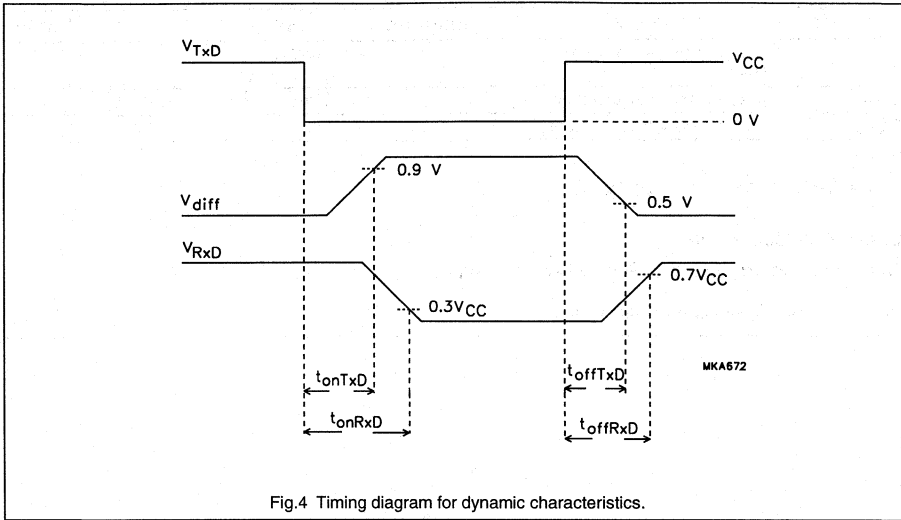 VTxD
VCC
0 V
0.9 V
Vdiff
0.5 V
VRxD
0.7VCC
0.3VCC
MKA672
tonTxD
toffTxD
tonRxD
toffRxD
Fig.4 Timing diagram for dynamic characteristics.